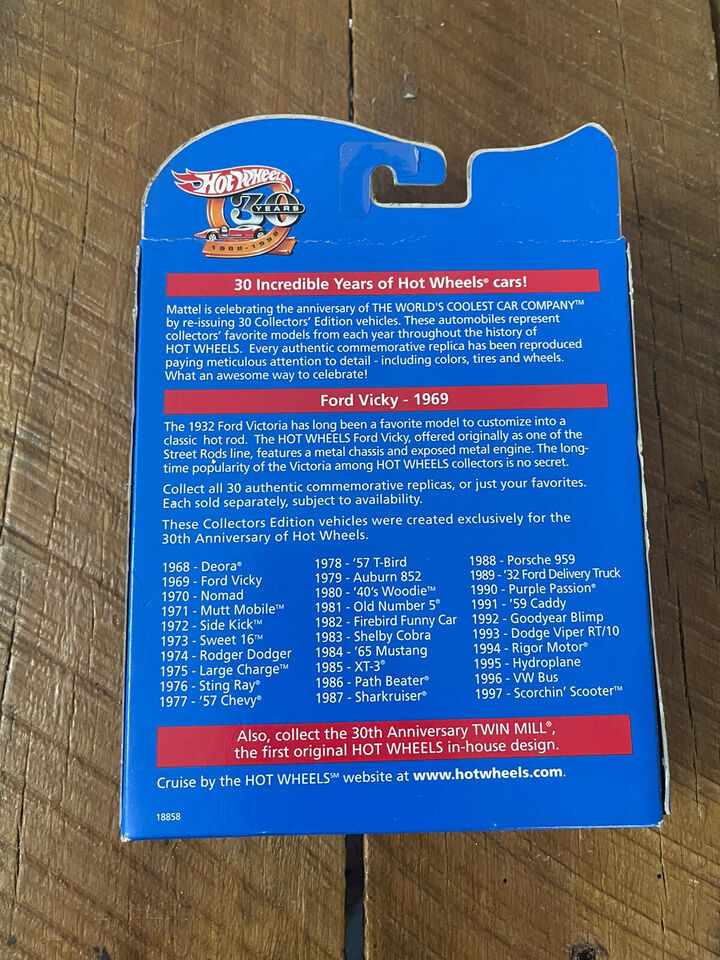 HOT WHEELS®
30
YEARS
1968-1998
30 Incredible Years of Hot Wheels® cars!
Mattel is celebrating the anniversary of THE WORLD'S COOLEST CAR COMPANY™
by re-issuing 30 Collectors' Edition vehicles. These automobiles represent
collectors' favorite models from each year throughout the history of
HOT WHEELS. Every authentic commemorative replica has been reproduced
paying meticulous attention to detail - including colors, tires and wheels.
What an awesome way to celebrate!
Ford Vicky - 1969
The 1932 Ford Victoria has long been a favorite model to customize into a
classic hot rod. The HOT WHEELS Ford Vicky, offered originally as one of the
Street Rods line, features a metal chassis and exposed metal engine. The long-
time popularity of the Victoria among HOT WHEELS collectors is no secret.
Collect all 30 authentic commemorative replicas, or just your favorites.
Each sold separately, subject to availability.
These Collectors Edition vehicles were created exclusively for the
30th Anniversary of Hot Wheels.
1968 - Deora®
1969 - Ford Vicky
1970 - Nomad
1971 - Mutt Mobile™
1972 - Side Kick™
1973 - Sweet 16™
1974 - Rodger Dodger
1975 - Large Charge™
1976 - Sting Ray®
1977 - '57 Chevy®
1978 - '57 T-Bird
1979 - Auburn 852
1980 - '40's Woodie™
1981 - Old Number 5®
1982 - Firebird Funny Car
1983 - Shelby Cobra
1984 - '65 Mustang
1985 - XT-3®
1986 - Path Beater®
1987 - Sharkruiser®
1988 - Porsche 959
1989 - '32 Ford Delivery Truck
1990 - Purple Passion®
1991 - '59 Caddy
1992 - Goodyear Blimp
1993 - Dodge Viper RT/10
1994 - Rigor Motor®
1995 - Hydroplane
1996 - VW Bus
1997 - Scorchin' Scooter™
Also, collect the 30th Anniversary TWIN MILL®,
the first original HOT WHEELS in-house design.
Cruise by the HOT WHEELS℠ website at www.hotwheels.com.
18858